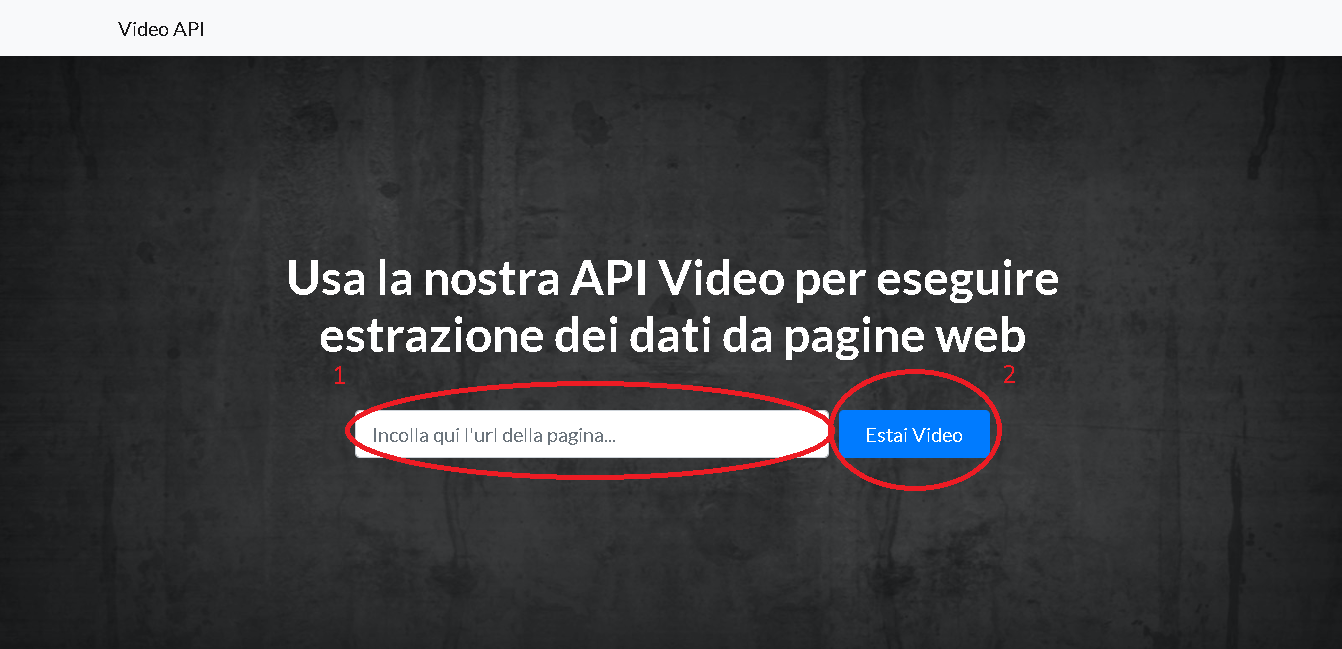 Video API
Usa la nostra API Video per eseguire
estrazione dei dati da pagine web
1
2
Incolla qui l'url della pagina...
Estai Video